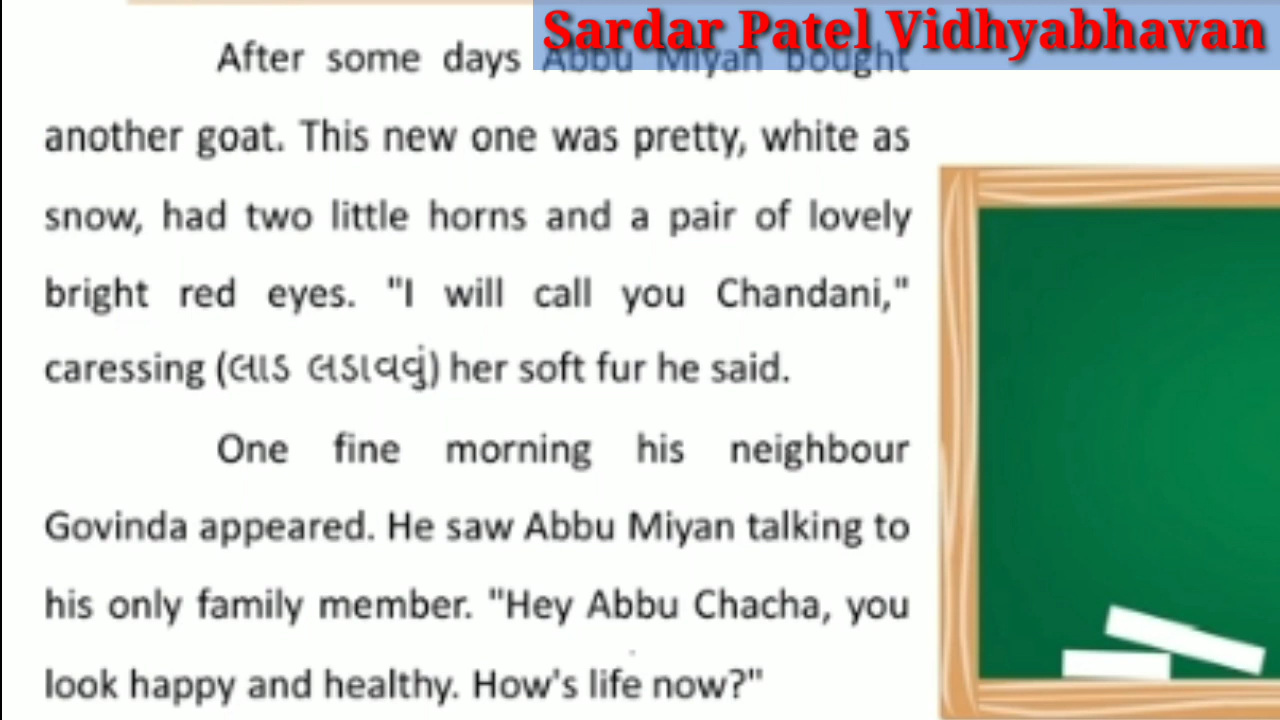 Sardar Patel Vidhyabhavan
After some days Abbu Miyan bought
another goat. This new one was pretty, white as
snow, had two little horns and a pair of lovely
bright red eyes. "I will call you Chandani,"
caressing (લાડ લડાવવું) her soft fur he said.
One fine morning his neighbour
Govinda appeared. He saw Abbu Miyan talking to
his only family member. "Hey Abbu Chacha, you
look happy and healthy. How's life now?"